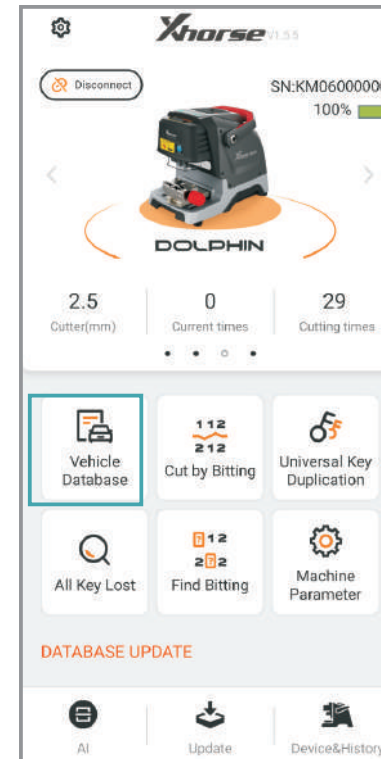 Xhorse V1.5.5
Disconnect
SN:KM0600000
100%
DOLPHIN
2.5
0
29
Cutter(mm)
Current times
Cutting times
112
212
Vehicle
Database
Cut by Bitting
Universal Key
Duplication
?12
2?2
All Key Lost
Find Bitting
Machine
Parameter
DATABASE UPDATE
AI
Update
Device&History